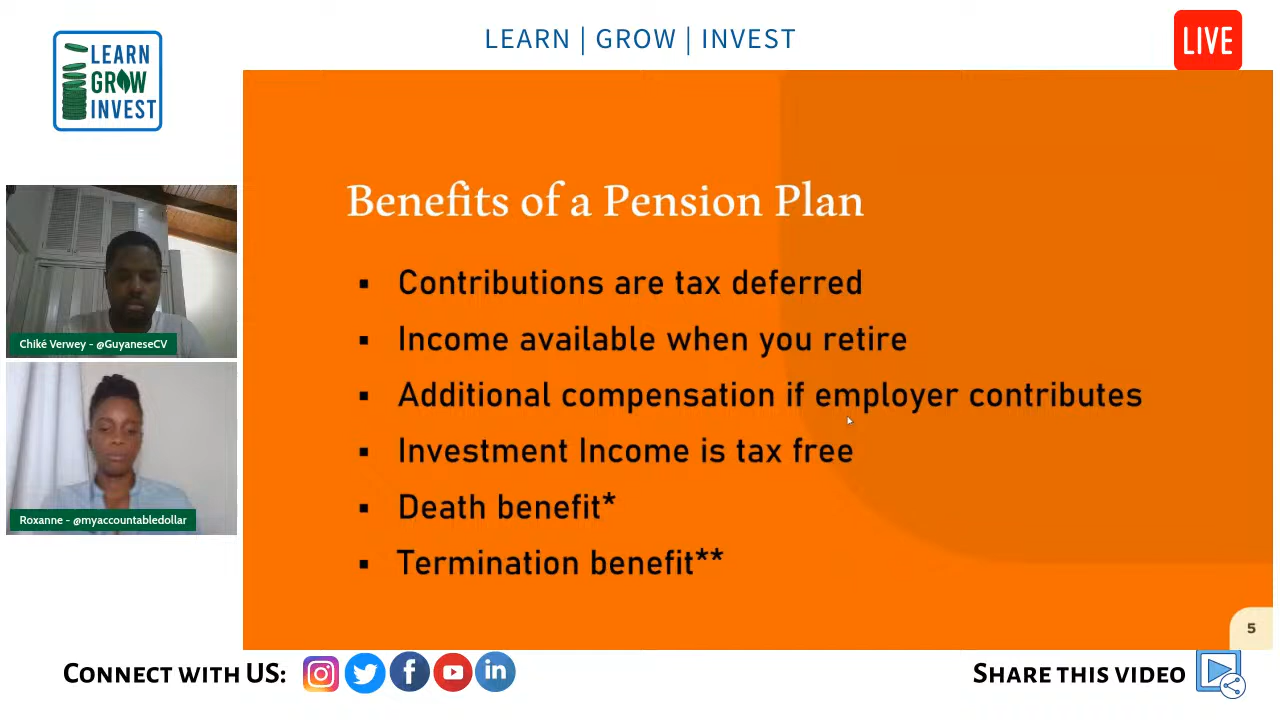 LEARN | GROW | INVEST
LIVE
LEARN
GROW
INVEST
Benefits of a Pension Plan
▪ Contributions are tax deferred
▪ Income available when you retire
▪ Additional compensation if employer contributes
▪ Investment Income is tax free
▪ Death benefit*
▪ Termination benefit**
Chiké Verwey - @GuyaneseCV
Roxanne - @myaccountabledollar
5
CONNECT WITH US:
SHARE THIS VIDEO